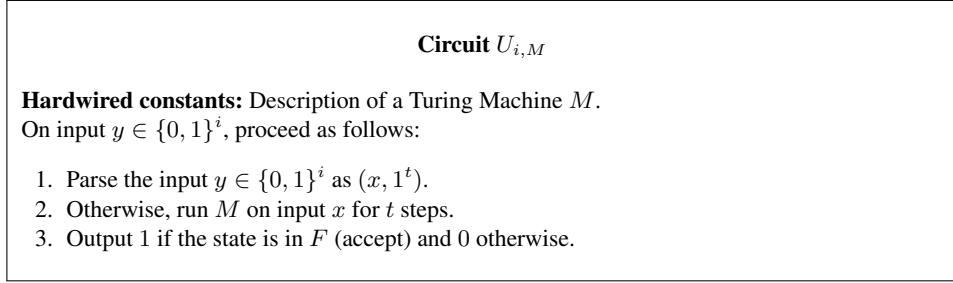 Circuit U_{i,M}
Hardwired constants: Description of a Turing Machine M.
On input y ∈ {0, 1}^i, proceed as follows:
1. Parse the input y ∈ {0, 1}^i as (x, 1^t).
2. Otherwise, run M on input x for t steps.
3. Output 1 if the state is in F (accept) and 0 otherwise.